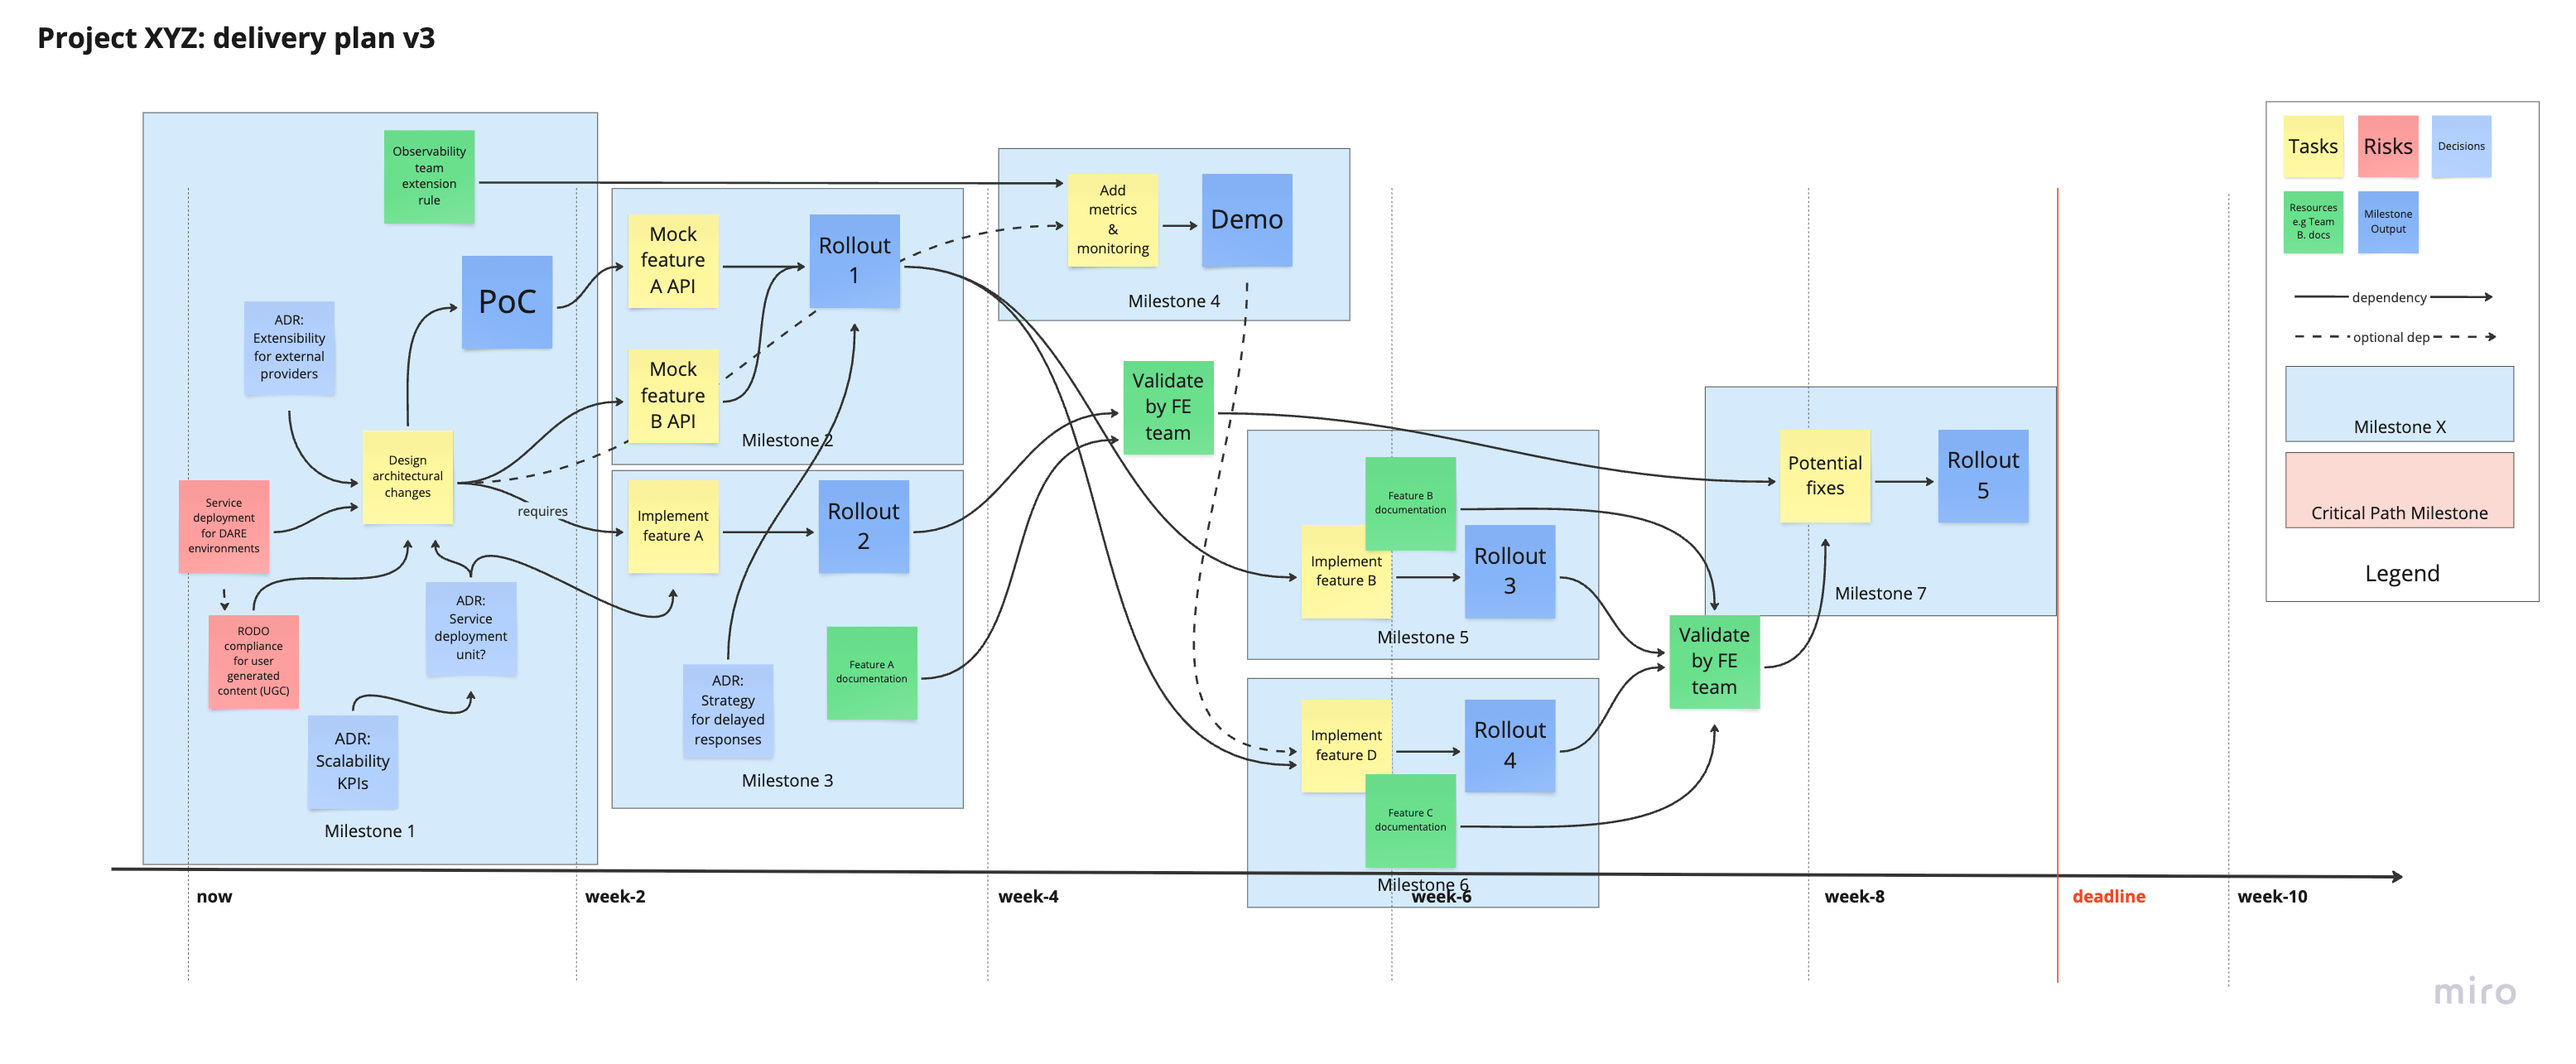 Project XYZ: delivery plan v3
Observability
team
extension
rule
PoC
ADR:
Extensibility
for external
providers
Design
architectural
changes
Service
deployment
for DARE
environments
RODO
compliance
for user
generated
content (UGC)
ADR:
Service
deployment
unit?
ADR:
Scalability
KPIs
Milestone 1
requires
Mock
feature
A API
Rollout
1
Mock
feature
B API
Milestone 2
Implement
feature A
Rollout
2
Feature A
documentation
ADR:
Strategy
for delayed
responses
Milestone 3
Add
metrics
&
monitoring
Demo
Milestone 4
Validate
by FE
team
Feature B
documentation
Implement
feature B
Rollout
3
Milestone 5
Implement
feature D
Rollout
4
Feature C
documentation
Milestone 6
Validate
by FE
team
Potential
fixes
Rollout
5
Milestone 7
now
week-2
week-4
week-6
week-8
deadline
week-10
Tasks
Risks
Decisions
Resources
e.g Team
B. docs
Milestone
Output
dependency
optional dep
Milestone X
Critical Path Milestone
Legend
miro